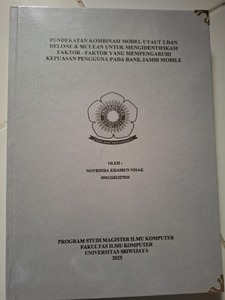 PENDEKATAN KOMBINASI MODEL UTAUT 2 DAN
DELONE & MCLEAN UNTUK MENGIDENTIFIKASI
FAKTOR - FAKTOR YANG MEMPENGARUHI
KEPUASAN PENGGUNA PADA BANK JAMBI MOBILE
OLEH :
NOVRINDA KHAIRUN NISAK
PROGRAM STUDI MAGISTER ILMU KOMPUTER
FAKULTAS ILMU KOMPUTER
UNIVERSITAS SRIWIJAYA
2025